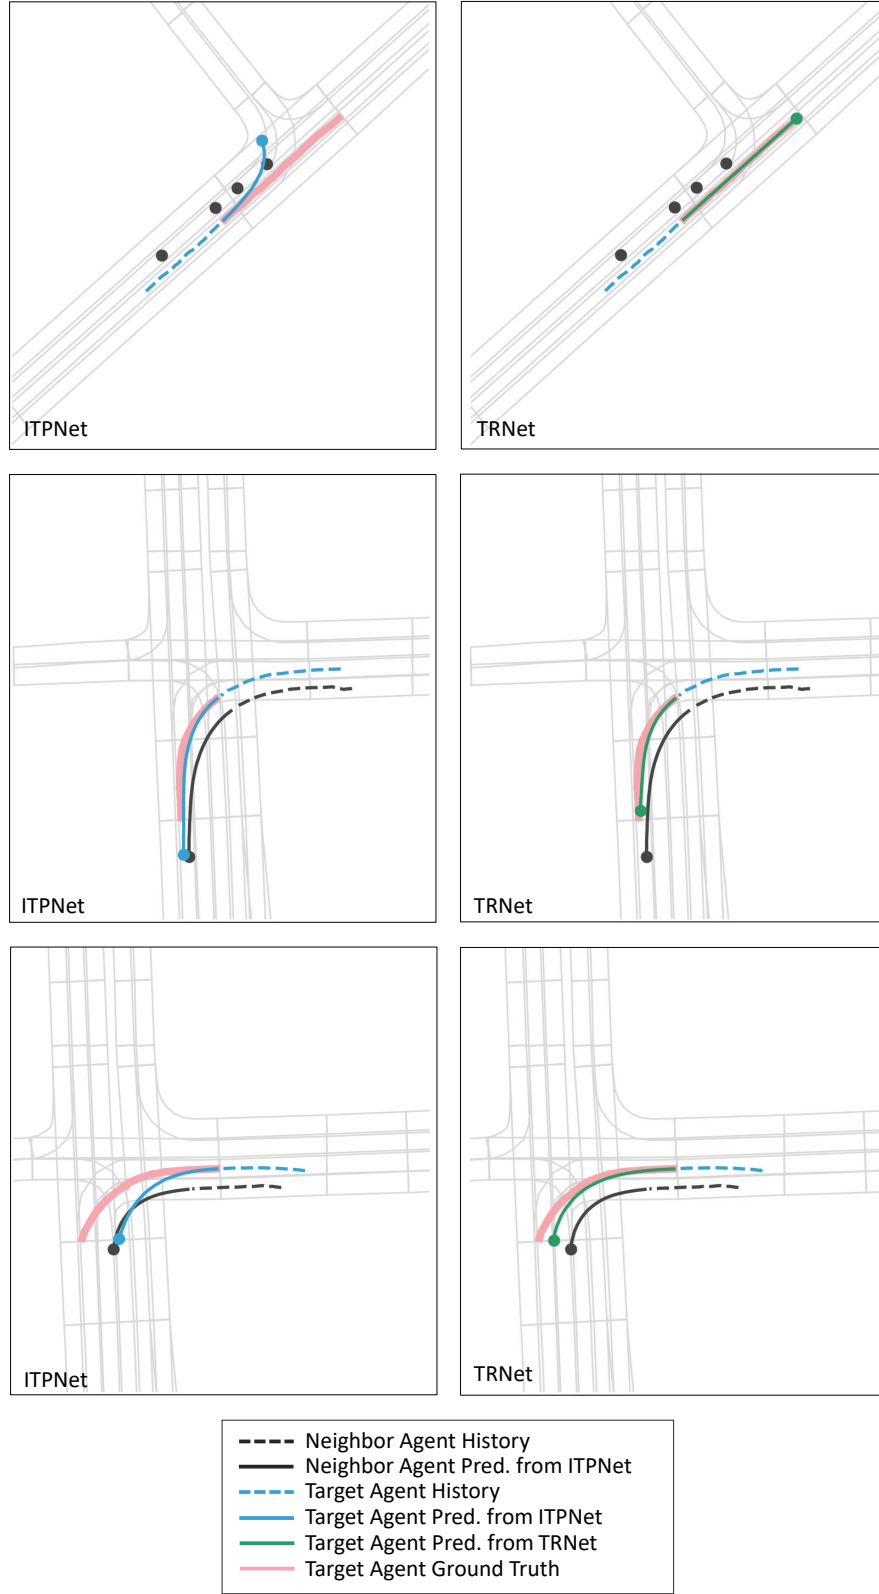 ITPNet
TRNet
ITPNet
TRNet
ITPNet
TRNet
Neighbor Agent History
Neighbor Agent Pred. from ITPNet
Target Agent History
Target Agent Pred. from ITPNet
Target Agent Pred. from TRNet
Target Agent Ground Truth